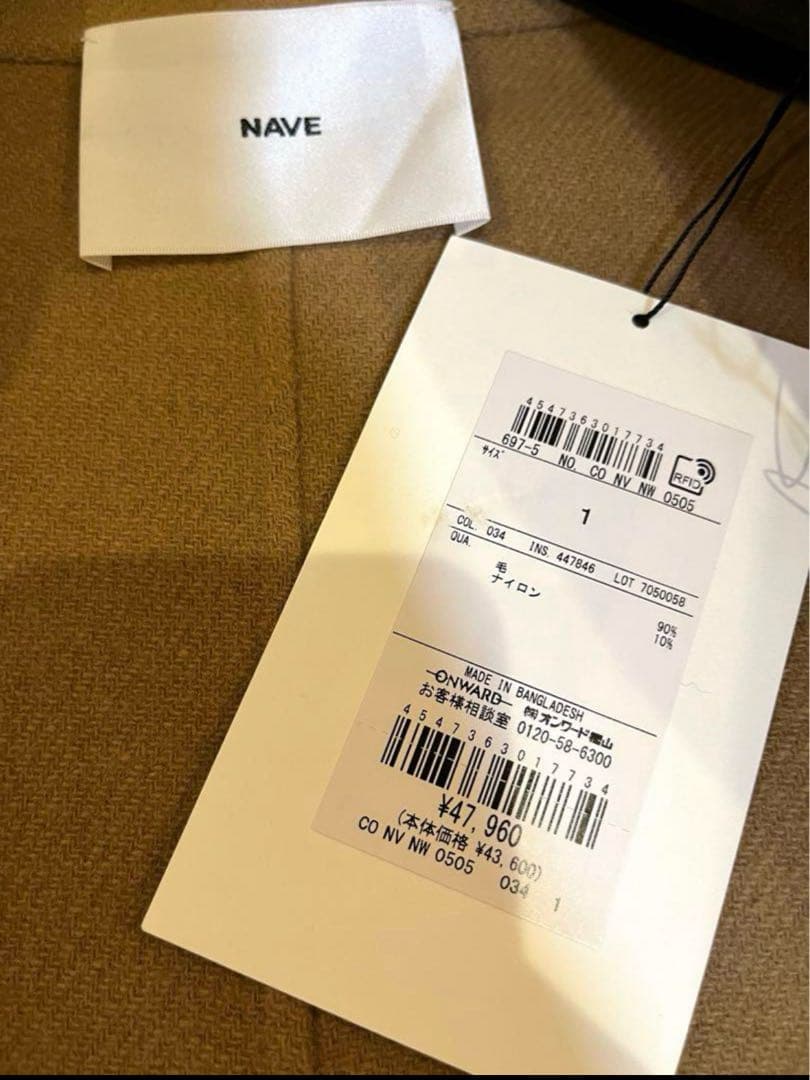 NAVE
4547363017734
697-5 NO. CO NV NW 0505
RFID
サイズ
1
COL. 034 INS. 447846 LOT 7050058
QUA.
毛 90%
ナイロン 10%
MADE IN BANGLADESH
ONWARD ㈱オンワード樫山
お客様相談室 0120-58-6300
4547363017734
¥47,960
(本体価格 ¥43,600)
CO NV NW 0505 034 1